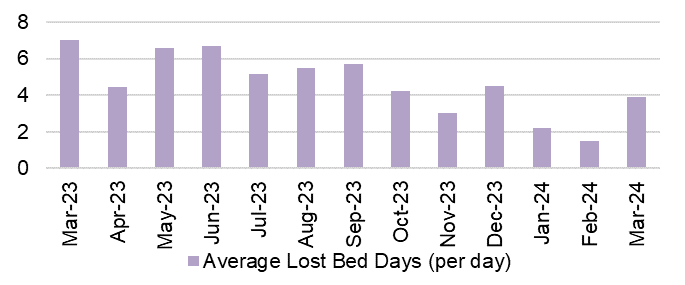 8
6
4
2
0
Mar-23
Apr-23
May-23
Jun-23
Jul-23
Aug-23
Sep-23
Oct-23
Nov-23
Dec-23
Jan-24
Feb-24
Mar-24
Average Lost Bed Days (per day)